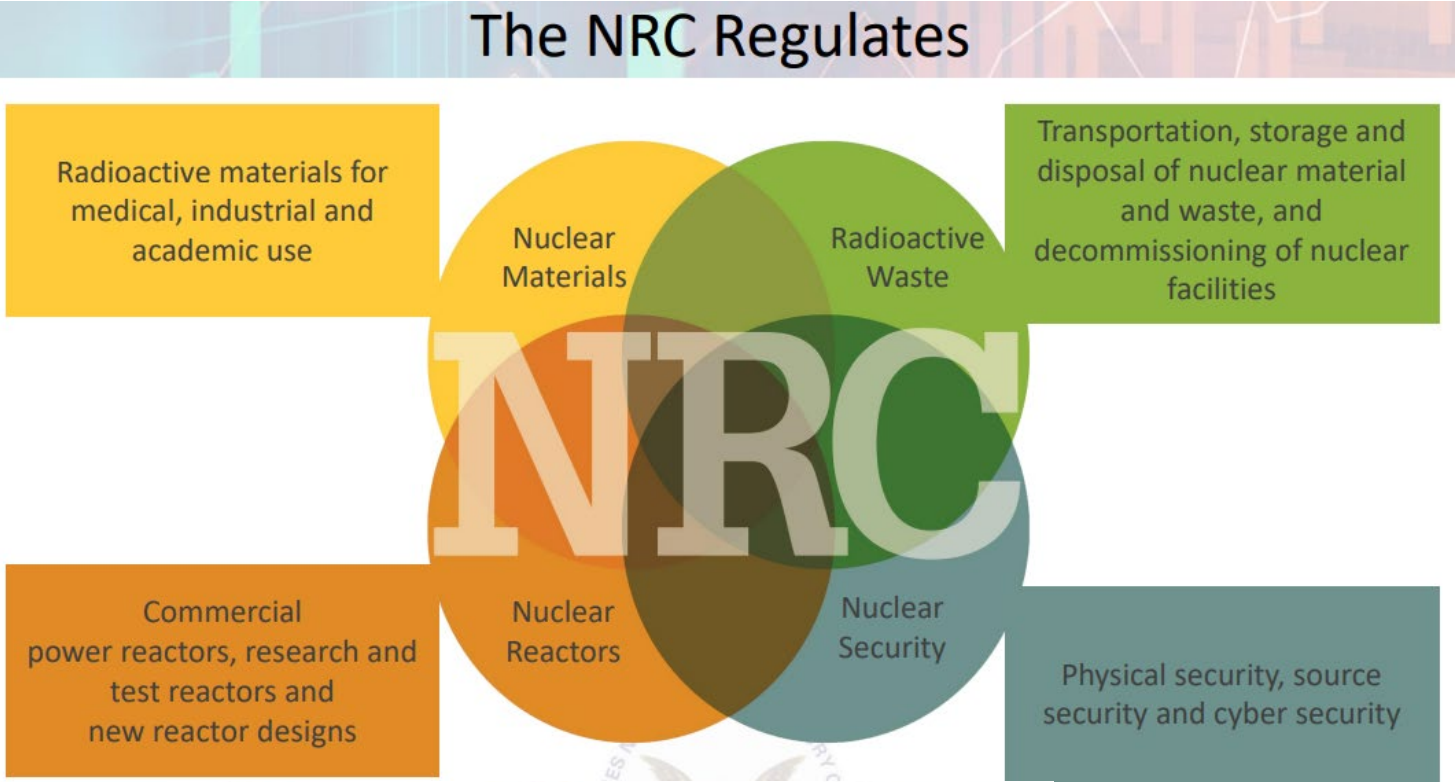 The NRC Regulates
Radioactive materials for
medical, industrial and
academic use
Nuclear
Materials
Radioactive
Waste
Transportation, storage and
disposal of nuclear material
and waste, and
decommissioning of nuclear
facilities
NRC
Commercial
power reactors, research and
test reactors and
new reactor designs
Nuclear
Reactors
Nuclear
Security
Physical security, source
security and cyber security